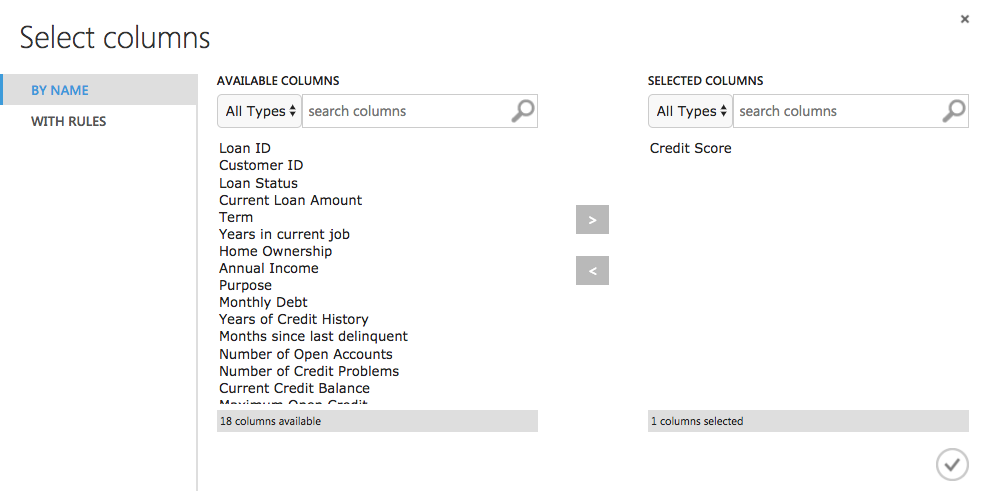 Select columns
×
BY NAME
WITH RULES
AVAILABLE COLUMNS
All Types
search columns
Loan ID
Customer ID
Loan Status
Current Loan Amount
Term
Years in current job
Home Ownership
Annual Income
Purpose
Monthly Debt
Years of Credit History
Months since last delinquent
Number of Open Accounts
Number of Credit Problems
Current Credit Balance
Maximum Open Credit
18 columns available
>
<
SELECTED COLUMNS
All Types
search columns
Credit Score
1 columns selected